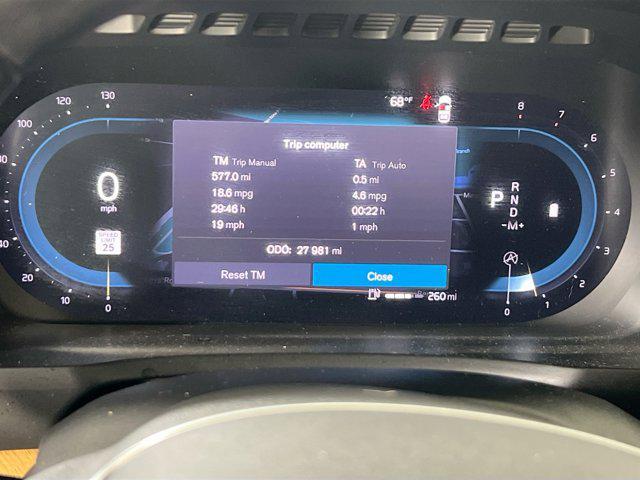 68°F
Trip computer
TM Trip Manual
TA Trip Auto
577.0 mi
0.5 mi
18.6 mpg
4.6 mpg
29:46 h
00:22 h
19 mph
1 mph
ODO: 27 981 mi
Reset TM
Close
260 mi
130
120
100
20
10
0
0
mph
SPEED
LIMIT
25
8
7
6
5
4
3
2
1
0
P
R
N
D
-M+
A